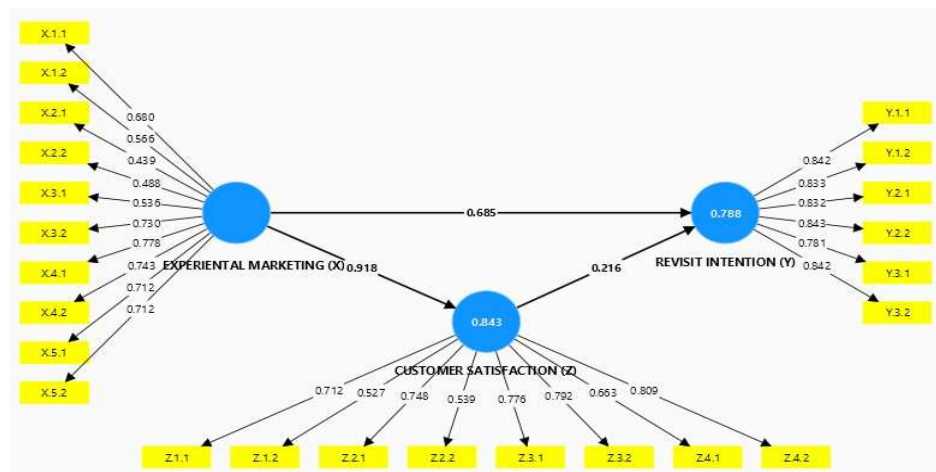 X.1.1
X.1.2
X.2.1
X.2.2
X.3.1
X.3.2
X.4.1
X.4.2
X.5.1
X.5.2
0.680
0.566
0.439
0.488
0.536
0.730
0.778
0.743
0.712
0.712
EXPERIENTAL MARKETING (X)
0.685
0.918
0.216
0.788
REVISIT INTENTION (Y)
0.842
0.833
0.832
0.843
0.781
0.842
Y.1.1
Y.1.2
Y.2.1
Y.2.2
Y.3.1
Y.3.2
0.843
CUSTOMER SATISFACTION (Z)
0.712
0.527
0.748
0.539
0.776
0.792
0.663
0.809
Z.1.1
Z.1.2
Z.2.1
Z.2.2
Z.3.1
Z.3.2
Z.4.1
Z.4.2